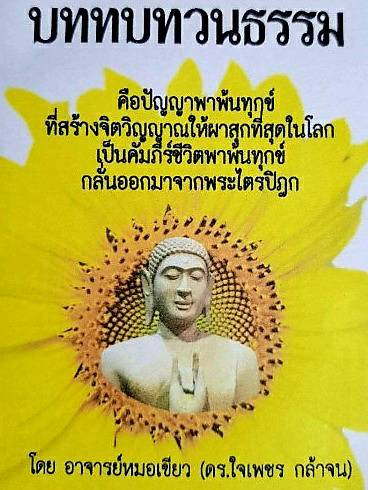 บททบทวนธรรม
คือปัญญาพาพ้นทุกข์
ที่สร้างจิตวิญญาณให้ผาสุกที่สุดในโลก
เป็นคัมภีร์ชีวิตพาพ้นทุกข์
กลั่นออกมาจากพระไตรปิฎก
โดย อาจารย์หมอเขียว (ดร.ใจเพชร กล้าจน)